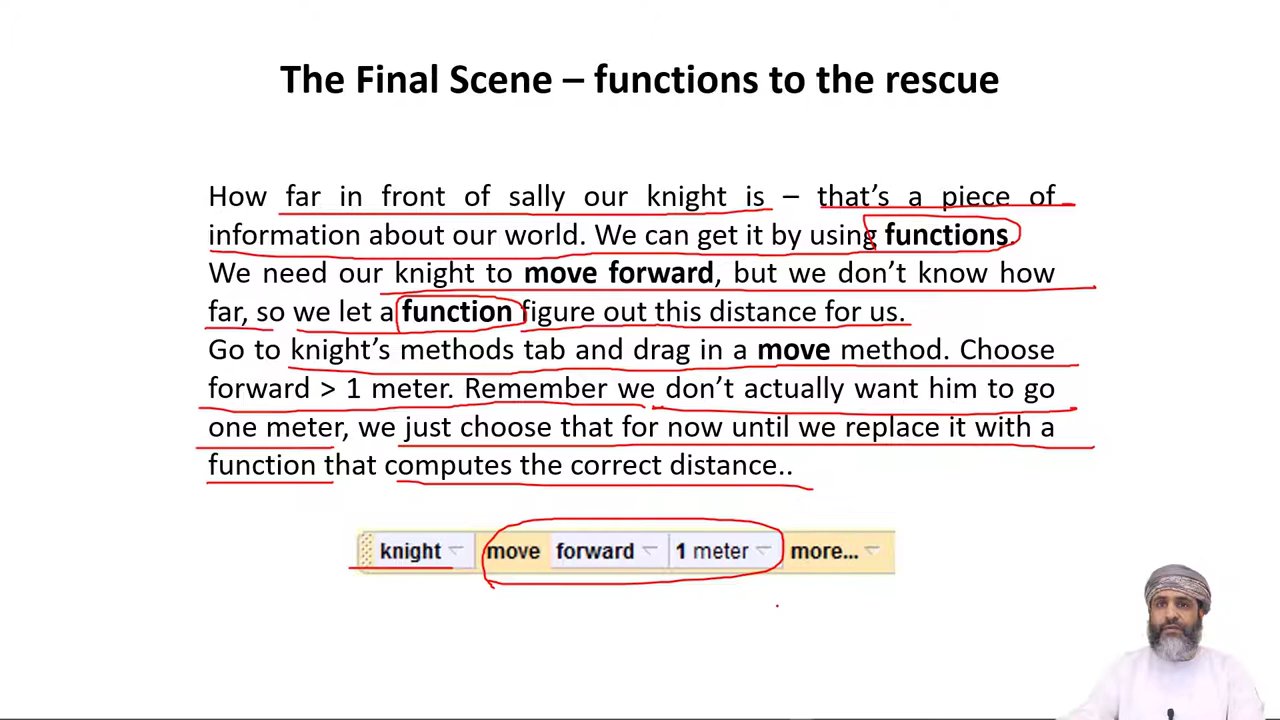 The Final Scene – functions to the rescue
How far in front of sally our knight is – that's a piece of
information about our world. We can get it by using functions.
We need our knight to move forward, but we don't know how
far, so we let a function figure out this distance for us.
Go to knight's methods tab and drag in a move method. Choose
forward > 1 meter. Remember we don't actually want him to go
one meter, we just choose that for now until we replace it with a
function that computes the correct distance..
knight move forward 1 meter more...